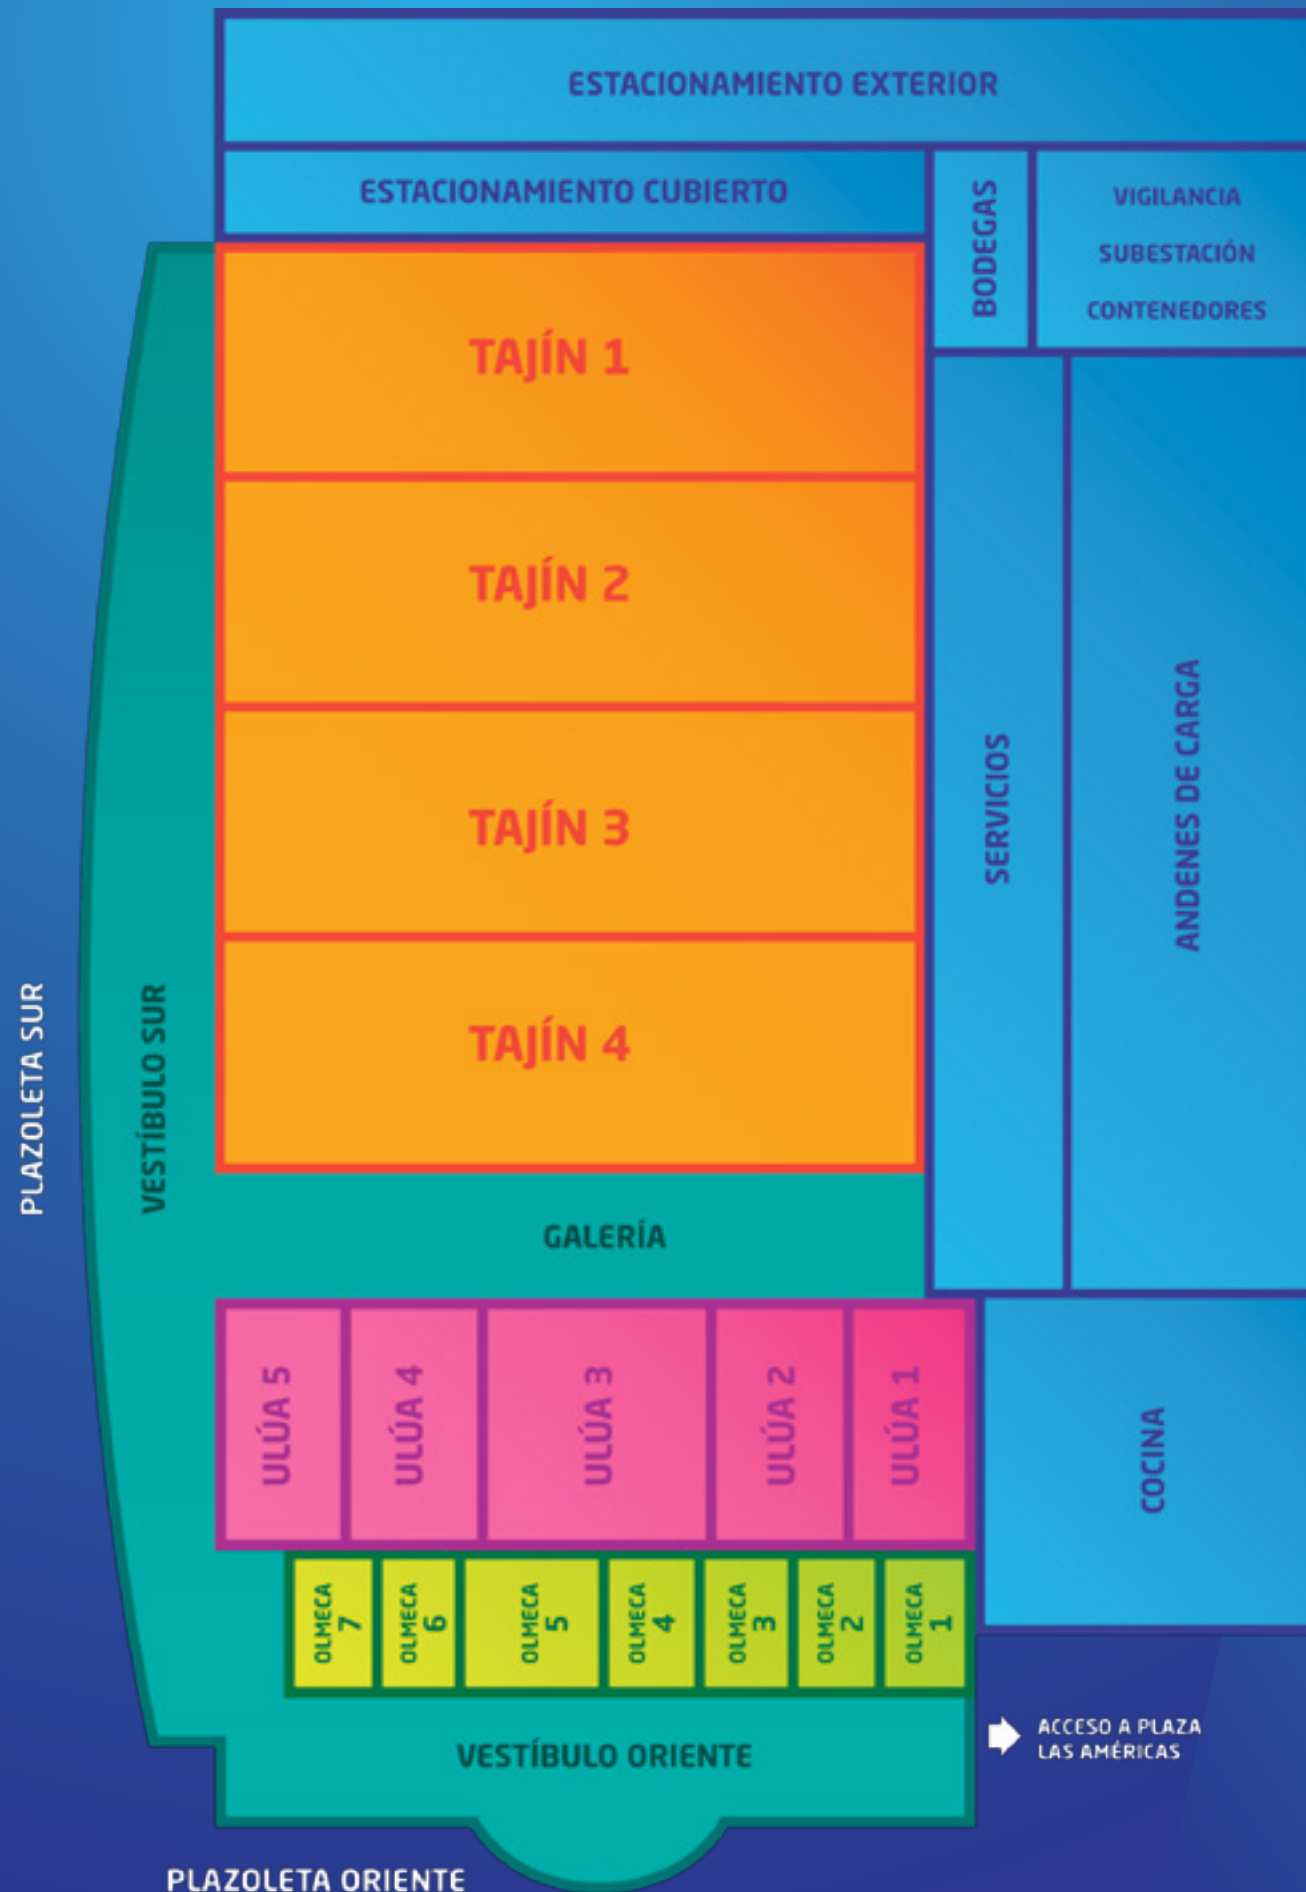 ESTACIONAMIENTO EXTERIOR
ESTACIONAMIENTO CUBIERTO
BODEGAS
VIGILANCIA
SUBESTACIÓN
CONTENEDORES
TAJÍN 1
TAJÍN 2
TAJÍN 3
TAJÍN 4
SERVICIOS
ANDENES DE CARGA
PLAZOLETA SUR
VESTÍBULO SUR
GALERÍA
ULÚA 5
ULÚA 4
ULÚA 3
ULÚA 2
ULÚA 1
COCINA
OLMECA
7
OLMECA
6
OLMECA
5
OLMECA
4
OLMECA
3
OLMECA
2
OLMECA
1
ACCESO A PLAZA
LAS AMÉRICAS
VESTÍBULO ORIENTE
PLAZOLETA ORIENTE